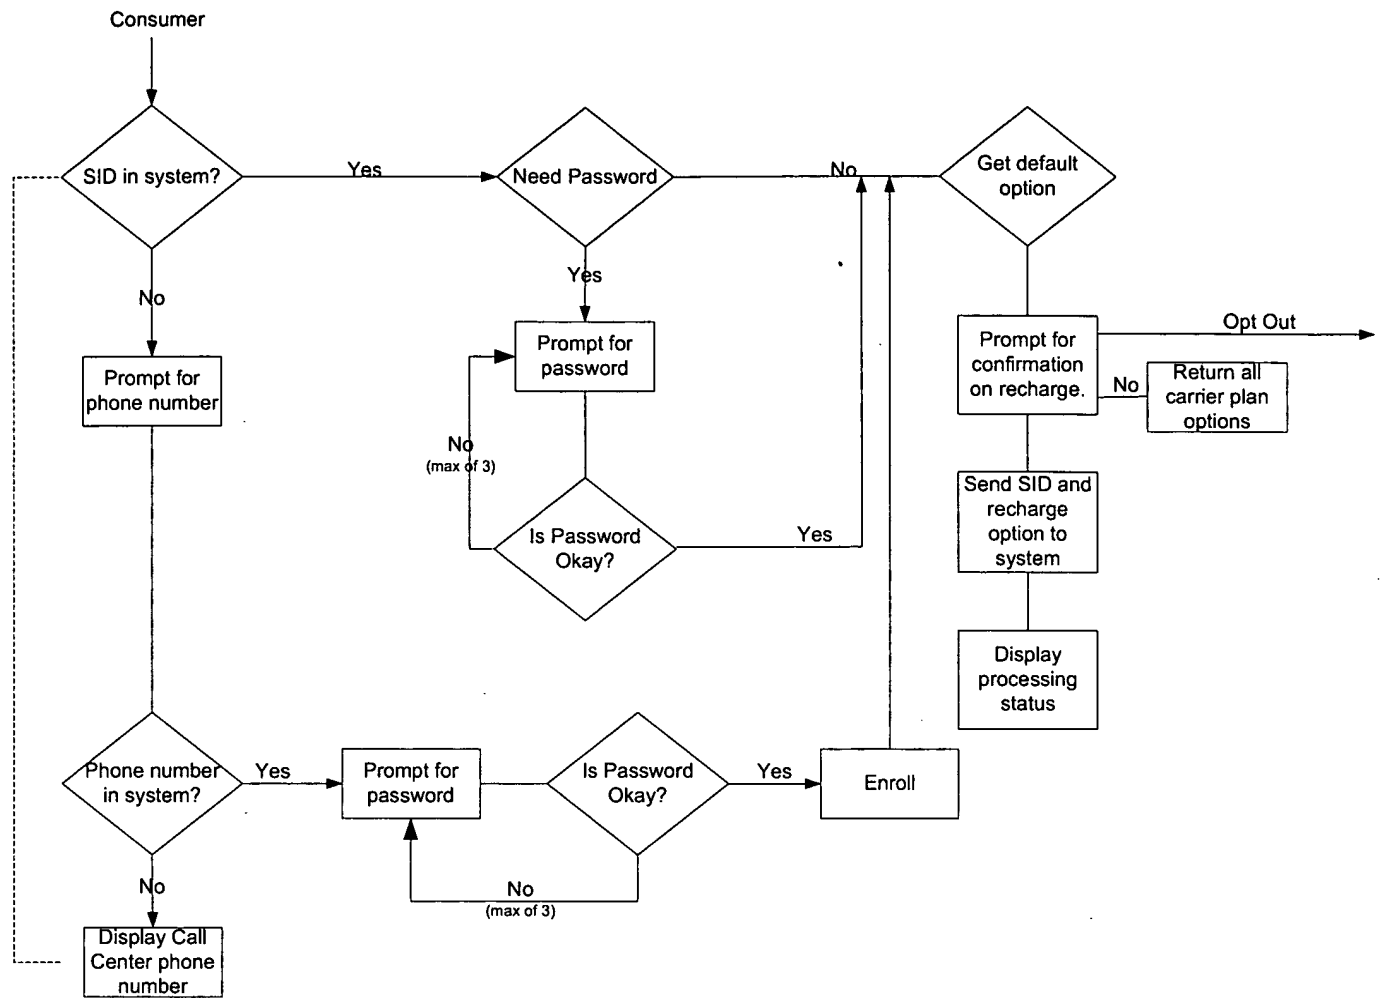 Consumer
SID in system?
Yes
Need Password
No
Get default
option
No
Yes
Prompt for
phone number
Prompt for
password
No
(max of 3)
Is Password
Okay?
Yes
Prompt for
confirmation
on recharge.
Opt Out
No
Return all
carrier plan
options
Send SID and
recharge
option to
system
Display
processing
status
Phone number
in system?
Yes
Prompt for
password
Is Password
Okay?
Yes
Enroll
No
(max of 3)
No
Display Call
Center phone
number